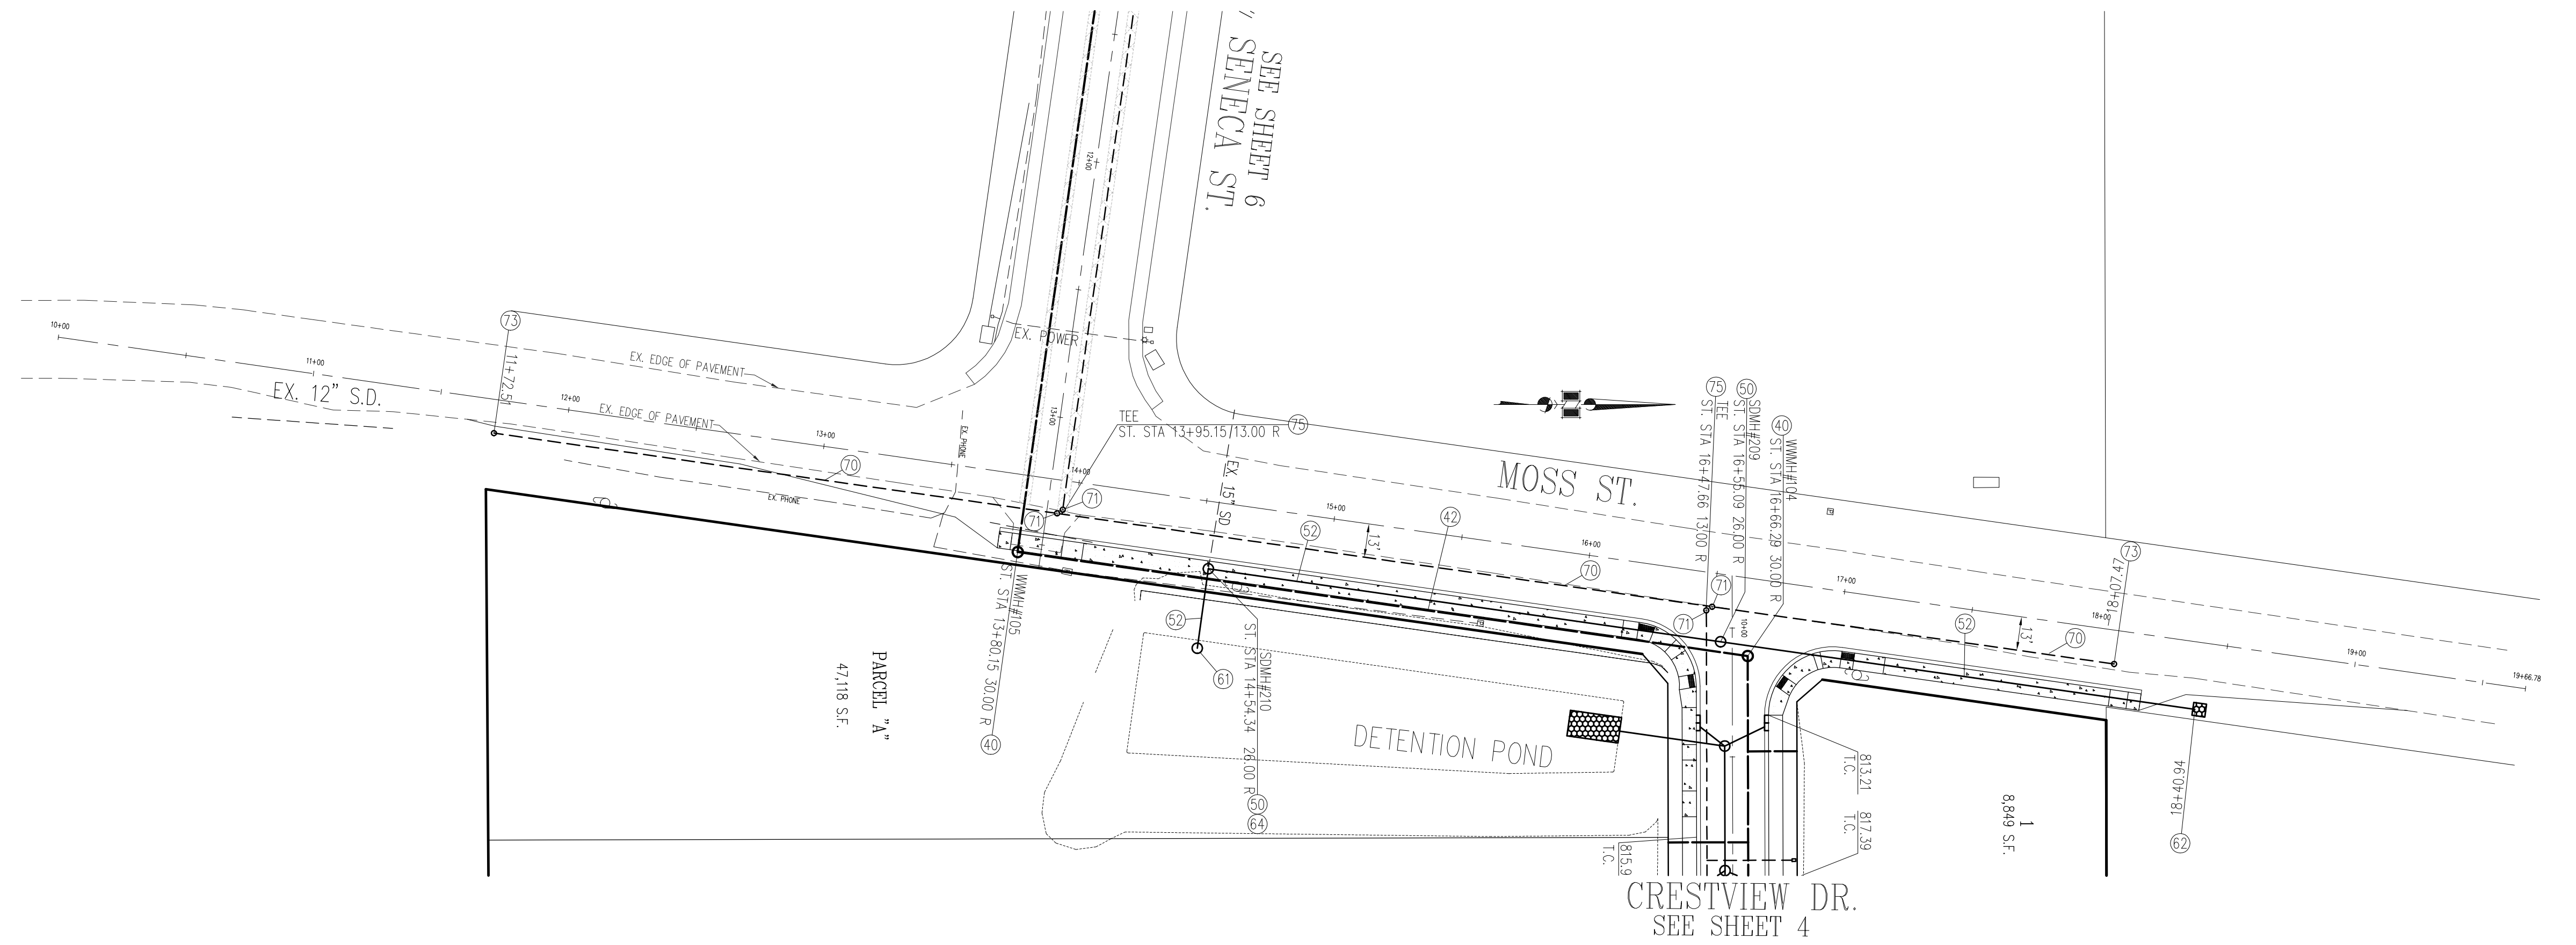 SEE SHEET 6
SENECA ST.
12+00
13+00
EX. POWER
10+00
11+00
12+00
13+00
14+00
15+00
16+00
17+00
18+00
19+00
19+66.78
73
11+72.51
EX. 12" S.D.
EX. EDGE OF PAVEMENT
EX. EDGE OF PAVEMENT
EX. PHONE
EX. PHONE
70
TEE
ST. STA 13+95.15 13.00 R
75
71
71
EX. 15" SD
MOSS ST.
52
42
13'
70
75
TEE
ST. STA 16+47.66 13.00 R
50
SDMH#209
ST. STA 16+55.09 26.00 R
40
WWMH#104
ST. STA 16+66.29 30.00 R
71
71
10+00
73
18+07.47
13'
52
70
WWMH#105
ST. STA 13+80.15 30.00 R
40
52
61
SDMH#210
ST. STA 14+54.34 26.00 R
50
64
PARCEL "A"
47,118 S.F.
DETENTION POND
813.21
T.C.
817.39
T.C.
815.9
T.C.
1
8,849 S.F.
18+40.94
62
CRESTVIEW DR.
SEE SHEET 4